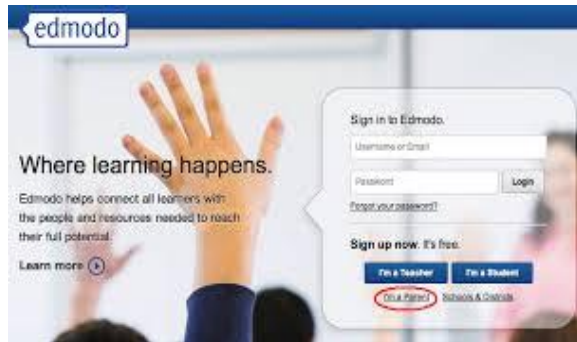 edmodo
Sign in to Edmodo.
Username or Email
Where learning happens.
Password
Login
Edmodo helps connect all learners with
the people and resources needed to reach
their full potential.
Forgot your password?
Sign up now. It's free.
Learn more
I'm a Teacher
I'm a Student
I'm a Parent
Schools & Districts